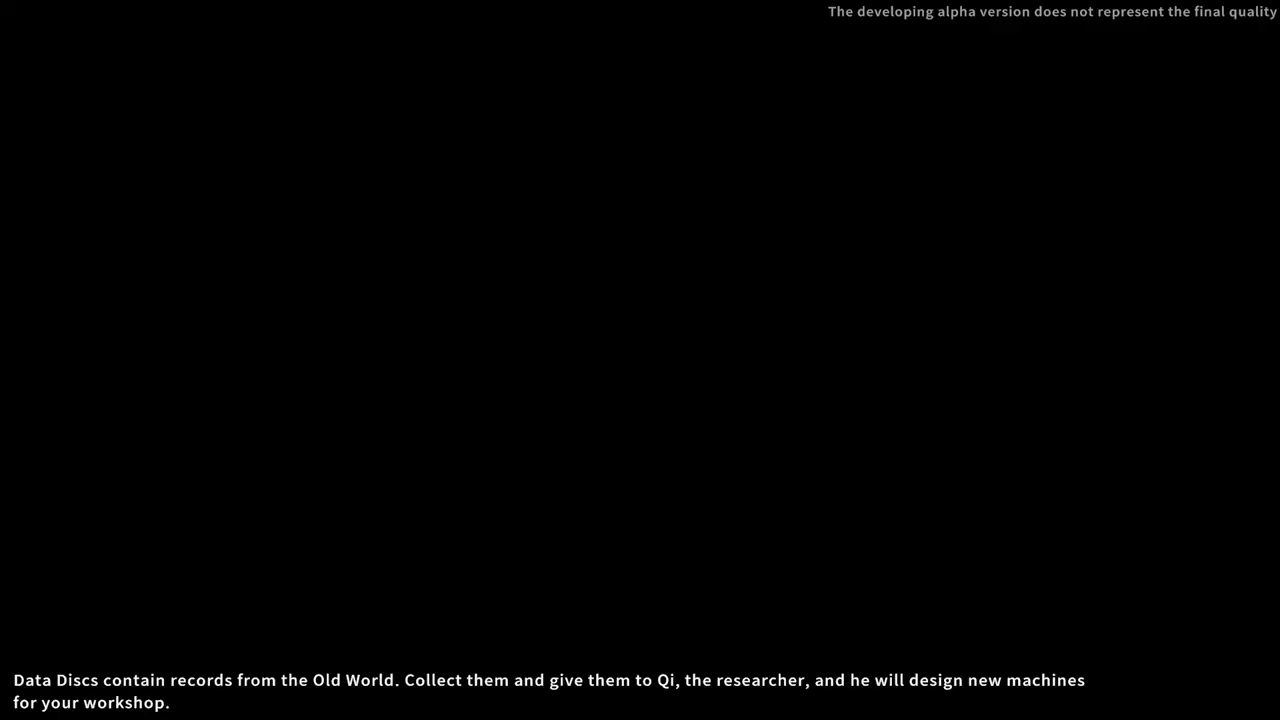 The developing alpha version does not represent the final quality
Data Discs contain records from the Old World. Collect them and give them to Qi, the researcher, and he will design new machines
for your workshop.